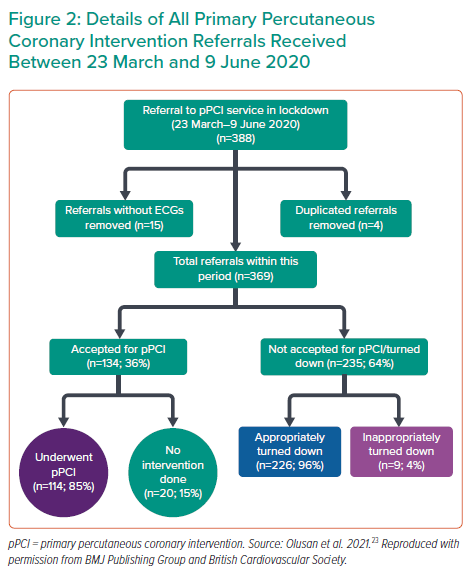 Figure 2: Details of All Primary Percutaneous
Coronary Intervention Referrals Received
Between 23 March and 9 June 2020
Referral to pPCI service in lockdown
(23 March–9 June 2020)
(n=388)
Referrals without ECGs
removed (n=15)
Duplicated referrals
removed (n=4)
Total referrals within this
period (n=369)
Accepted for pPCI
(n=134; 36%)
Not accepted for pPCI/turned
down (n=235; 64%)
Underwent
pPCI
(n=114; 85%)
No
intervention
done
(n=20; 15%)
Appropriately
turned down
(n=226; 96%)
Inappropriately
turned down
(n=9; 4%)
pPCI = primary percutaneous coronary intervention. Source: Olusan et al. 2021.23 Reproduced with
permission from BMJ Publishing Group and British Cardiovascular Society.